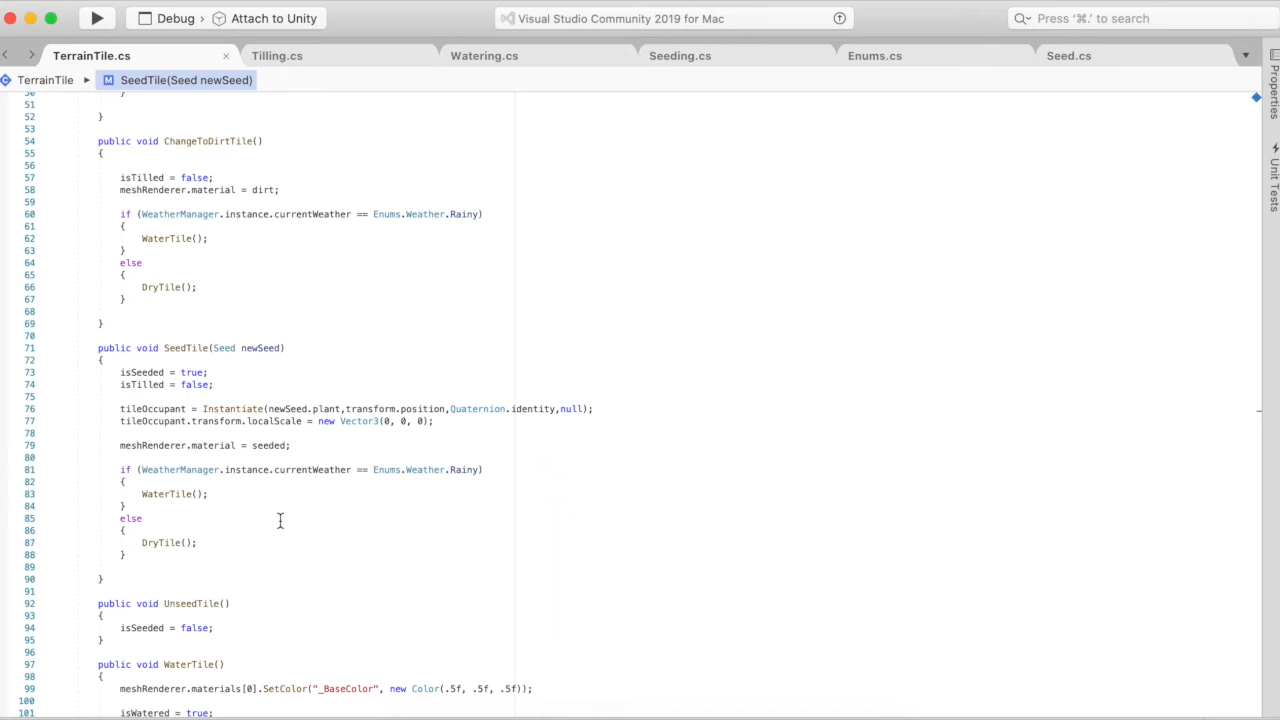 Debug › Attach to Unity
Visual Studio Community 2019 for Mac
Press '⌘.' to search
TerrainTile.cs ×
Tilling.cs
Watering.cs
Seeding.cs
Enums.cs
Seed.cs
TerrainTile ▶ M SeedTile(Seed newSeed)
Properties
Unit Tests
50 }
51
52 }
53
54 public void ChangeToDirtTile()
55 {
56
57 isTilled = false;
58 meshRenderer.material = dirt;
59
60 if (WeatherManager.instance.currentWeather == Enums.Weather.Rainy)
61 {
62 WaterTile();
63 }
64 else
65 {
66 DryTile();
67 }
68
69 }
70
71 public void SeedTile(Seed newSeed)
72 {
73 isSeeded = true;
74 isTilled = false;
75
76 tileOccupant = Instantiate(newSeed.plant,transform.position,Quaternion.identity,null);
77 tileOccupant.transform.localScale = new Vector3(0, 0, 0);
78
79 meshRenderer.material = seeded;
80
81 if (WeatherManager.instance.currentWeather == Enums.Weather.Rainy)
82 {
83 WaterTile();
84 }
85 else
86 {
87 DryTile();
88 }
89
90 }
91
92 public void UnseedTile()
93 {
94 isSeeded = false;
95 }
96
97 public void WaterTile()
98 {
99 meshRenderer.materials[0].SetColor("_BaseColor", new Color(.5f, .5f, .5f));
100
101 isWatered = true;